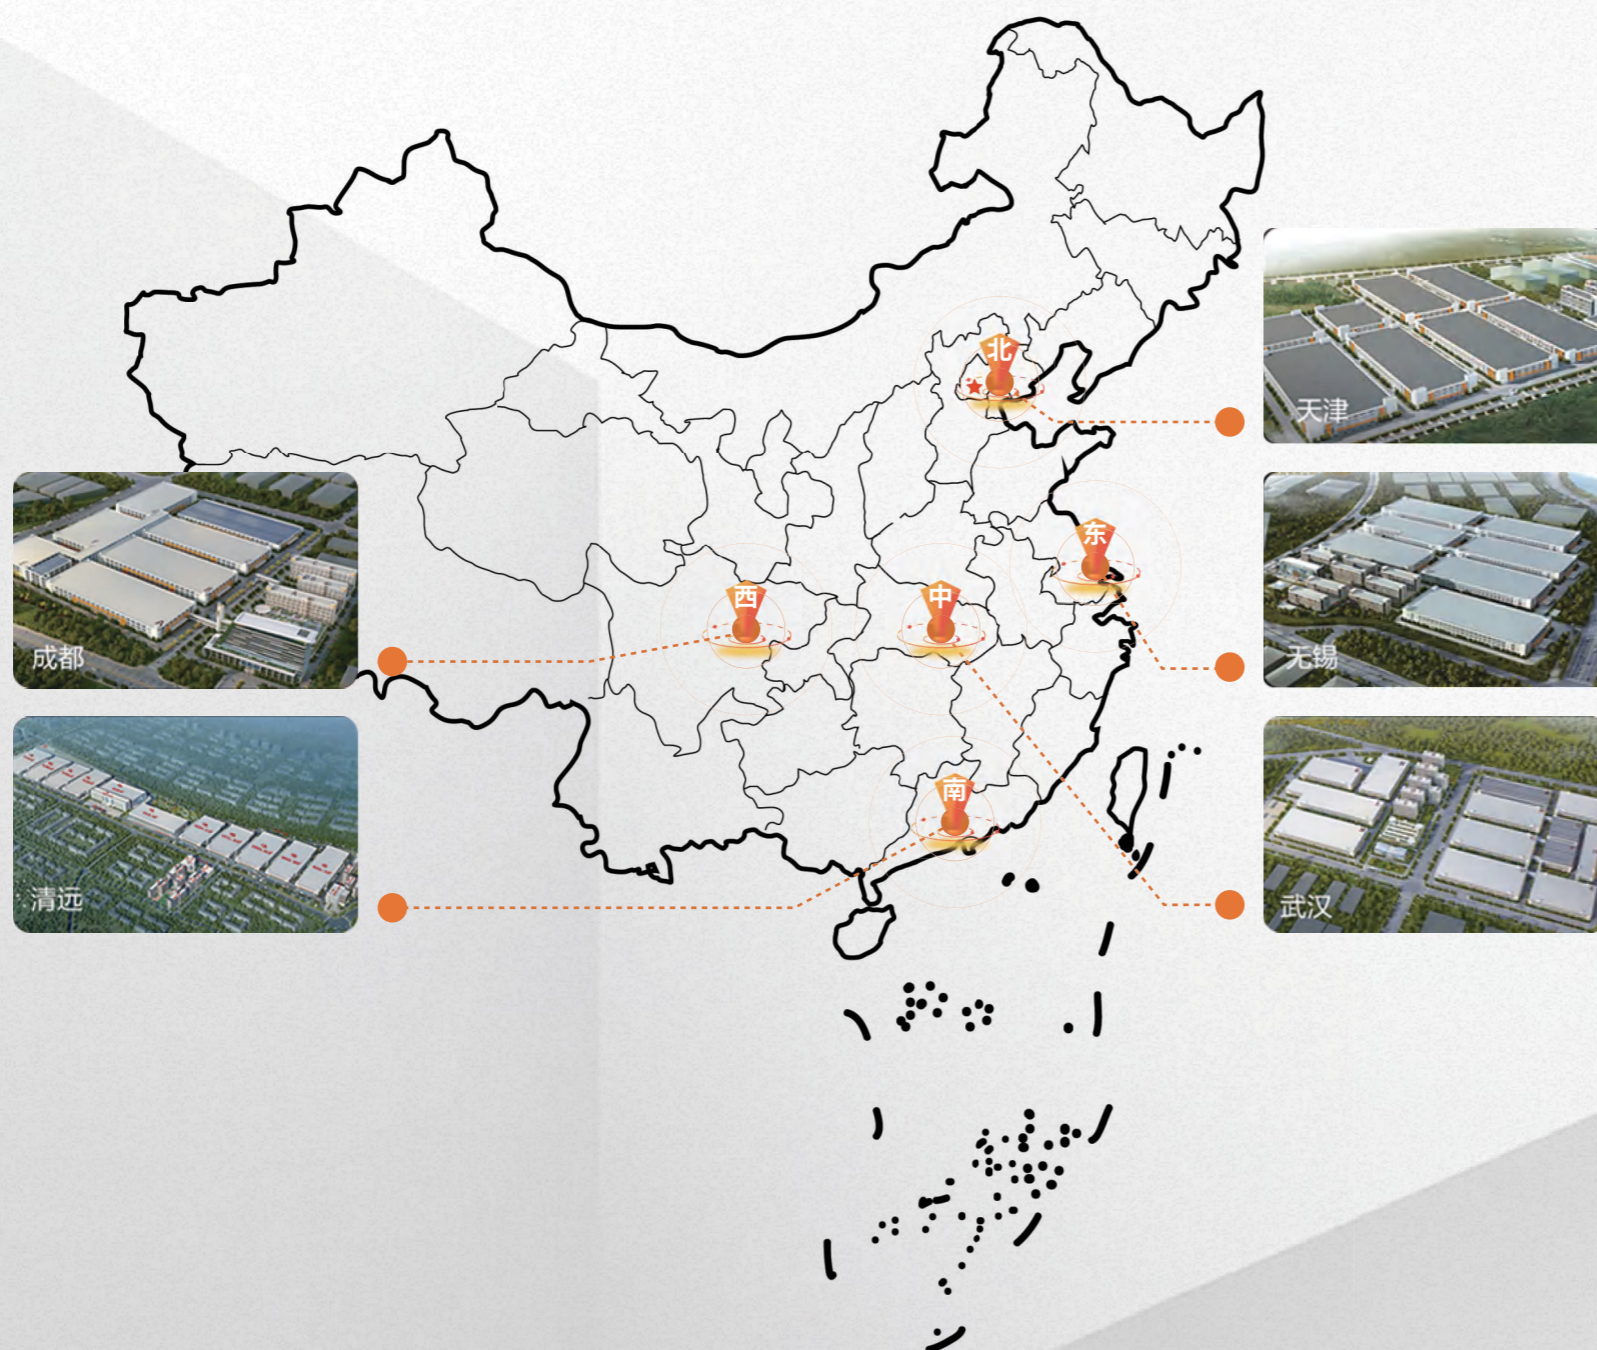 北
天津
东
西
中
成都
无锡
南
清远
武汉